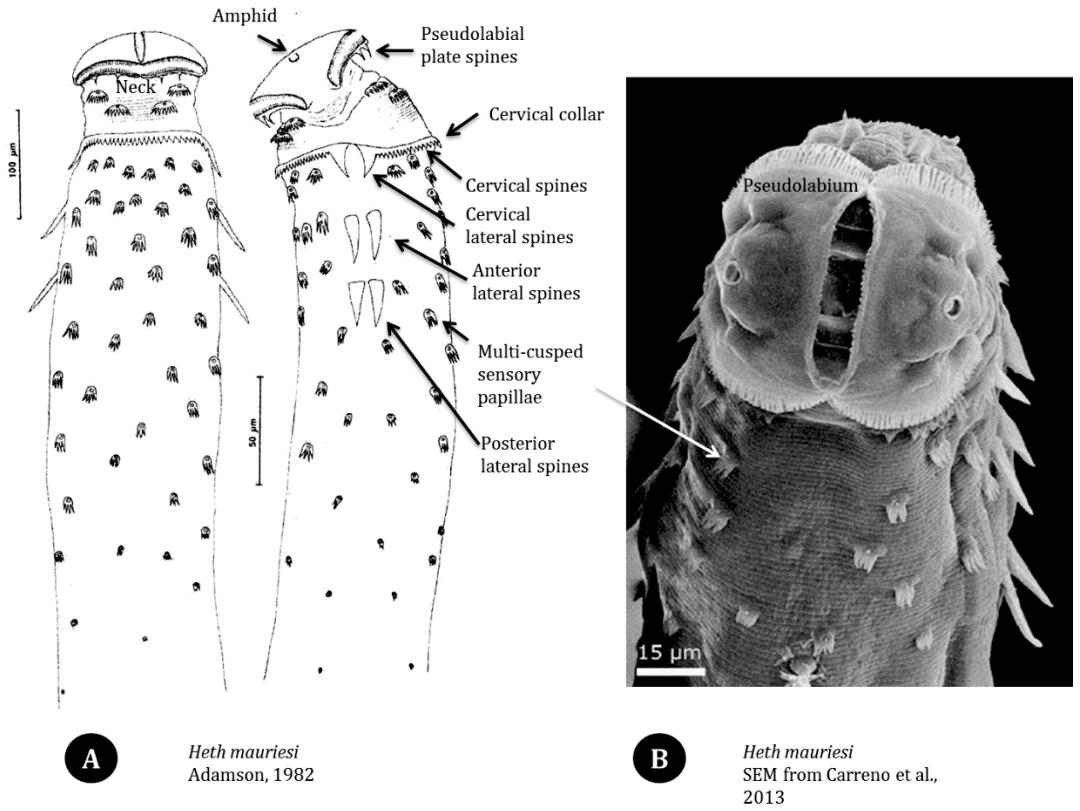 Amphid
Pseudolabial
plate spines
Neck
Cervical collar
100 µm
Cervical spines
Cervical
lateral spines
Anterior
lateral spines
Multi-cusped
sensory
papillae
50 µm
Posterior
lateral spines
Pseudolabium
15 µm
A
Heth mauriesi
Adamson, 1982
B
Heth mauriesi
SEM from Carreno et al.,
2013